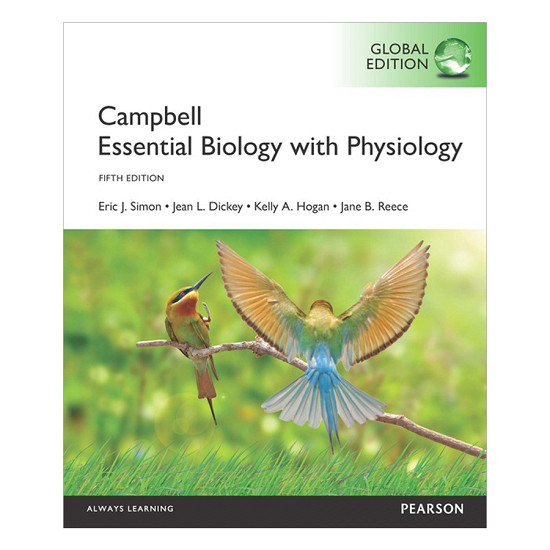 GLOBAL
EDITION
Campbell
Essential Biology with Physiology
FIFTH EDITION
Eric J. Simon • Jean L. Dickey • Kelly A. Hogan • Jane B. Reece
ALWAYS LEARNING
PEARSON